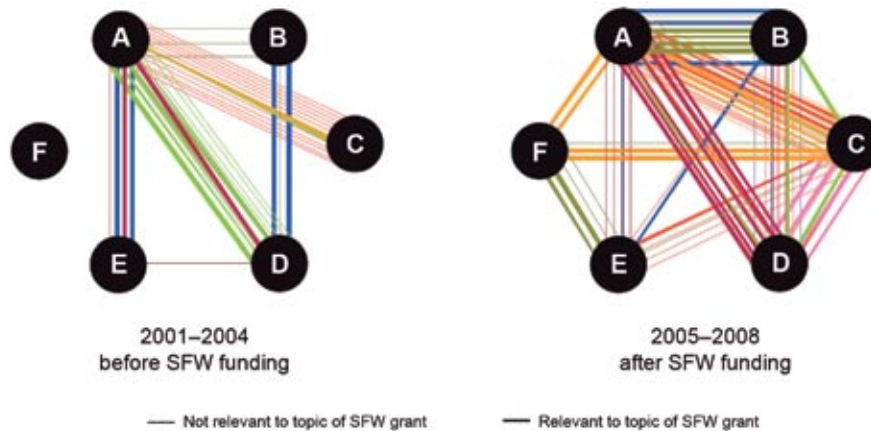 A
B
F
C
E
D
2001–2004
before SFW funding
A
B
F
C
E
D
2005–2008
after SFW funding
Not relevant to topic of SFW grant
Relevant to topic of SFW grant